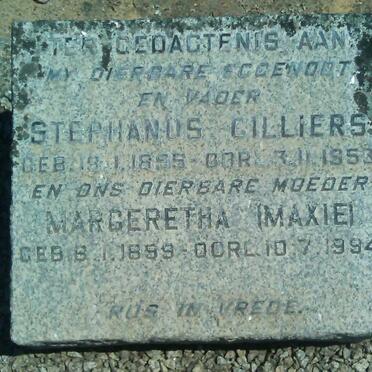 TER GEDAGTENIS AAN
MY DIERBARE EGGENOOT
EN VADER
STEPHANUS CILLIERS
GEB. 19.1.1895 - OORL. 3.11.1953
EN ONS DIERBARE MOEDER
MARGERETHA (MAXIE)
GEB 6.1.1899 - OORL. 10.7.1994
RUS IN VREDE.